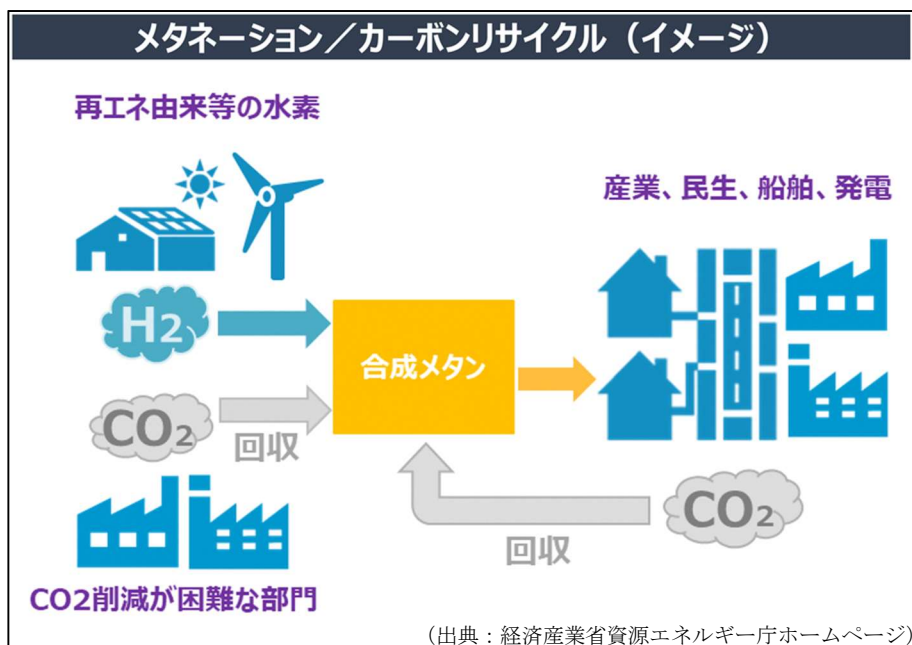 メタネーション／カーボンリサイクル（イメージ）
再エネ由来等の水素
産業、民生、船舶、発電
H2
合成メタン
CO2
回収
CO2
回収
CO2削減が困難な部門
（出典：経済産業省資源エネルギー庁ホームページ）